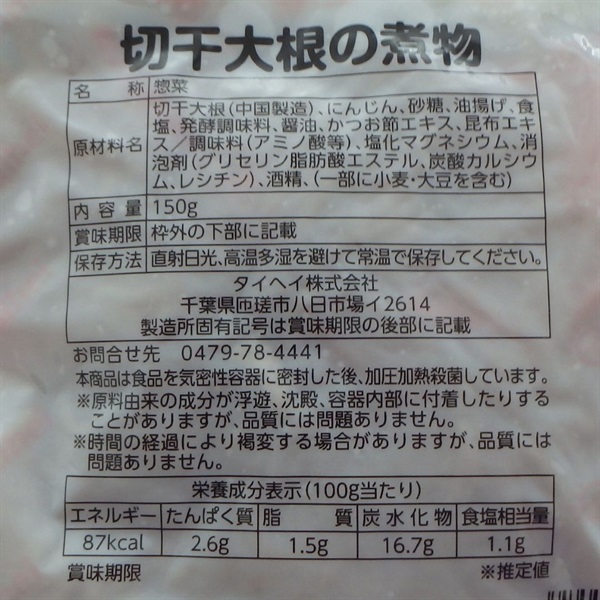 切干大根の煮物
名　　称 惣菜
原材料名 切干大根(中国製造)、にんじん、砂糖、油揚げ、食
塩、発酵調味料、醤油、かつお節エキス、昆布エキ
ス／調味料(アミノ酸等)、塩化マグネシウム、消
泡剤(グリセリン脂肪酸エステル、炭酸カルシウ
ム、レシチン)、酒精、(一部に小麦・大豆を含む)
内 容 量 150g
賞味期限 枠外の下部に記載
保存方法 直射日光、高温多湿を避けて常温で保存してください。
タイヘイ株式会社
千葉県匝瑳市八日市場イ2614
製造所固有記号は賞味期限の後部に記載
お問合せ先　0479-78-4441
本商品は食品を気密性容器に密封した後、加圧加熱殺菌しています。
※原料由来の成分が浮遊、沈殿、容器内部に付着したりする
ことがありますが、品質には問題ありません。
※時間の経過により褐変する場合がありますが、品質には
問題ありません。
栄養成分表示(100g当たり)
エネルギー たんぱく質 脂　　質 炭水化物 食塩相当量
87kcal 2.6g 1.5g 16.7g 1.1g
賞味期限 ※推定値